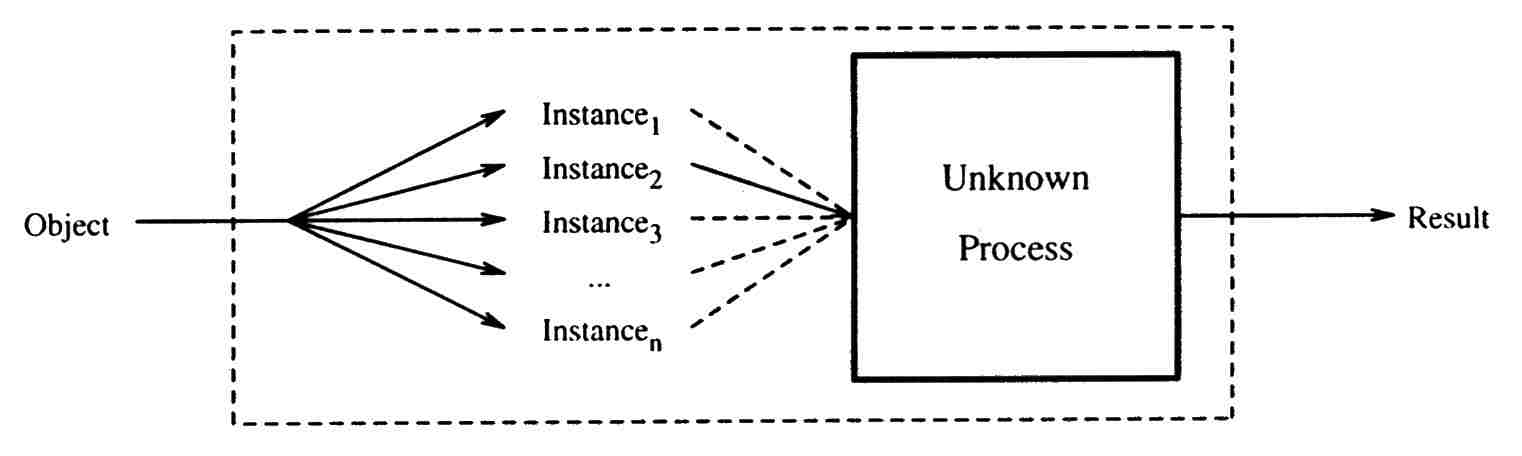 Object
Instance1
Instance2
Instance3
...
Instancen
Unknown
Process
Result